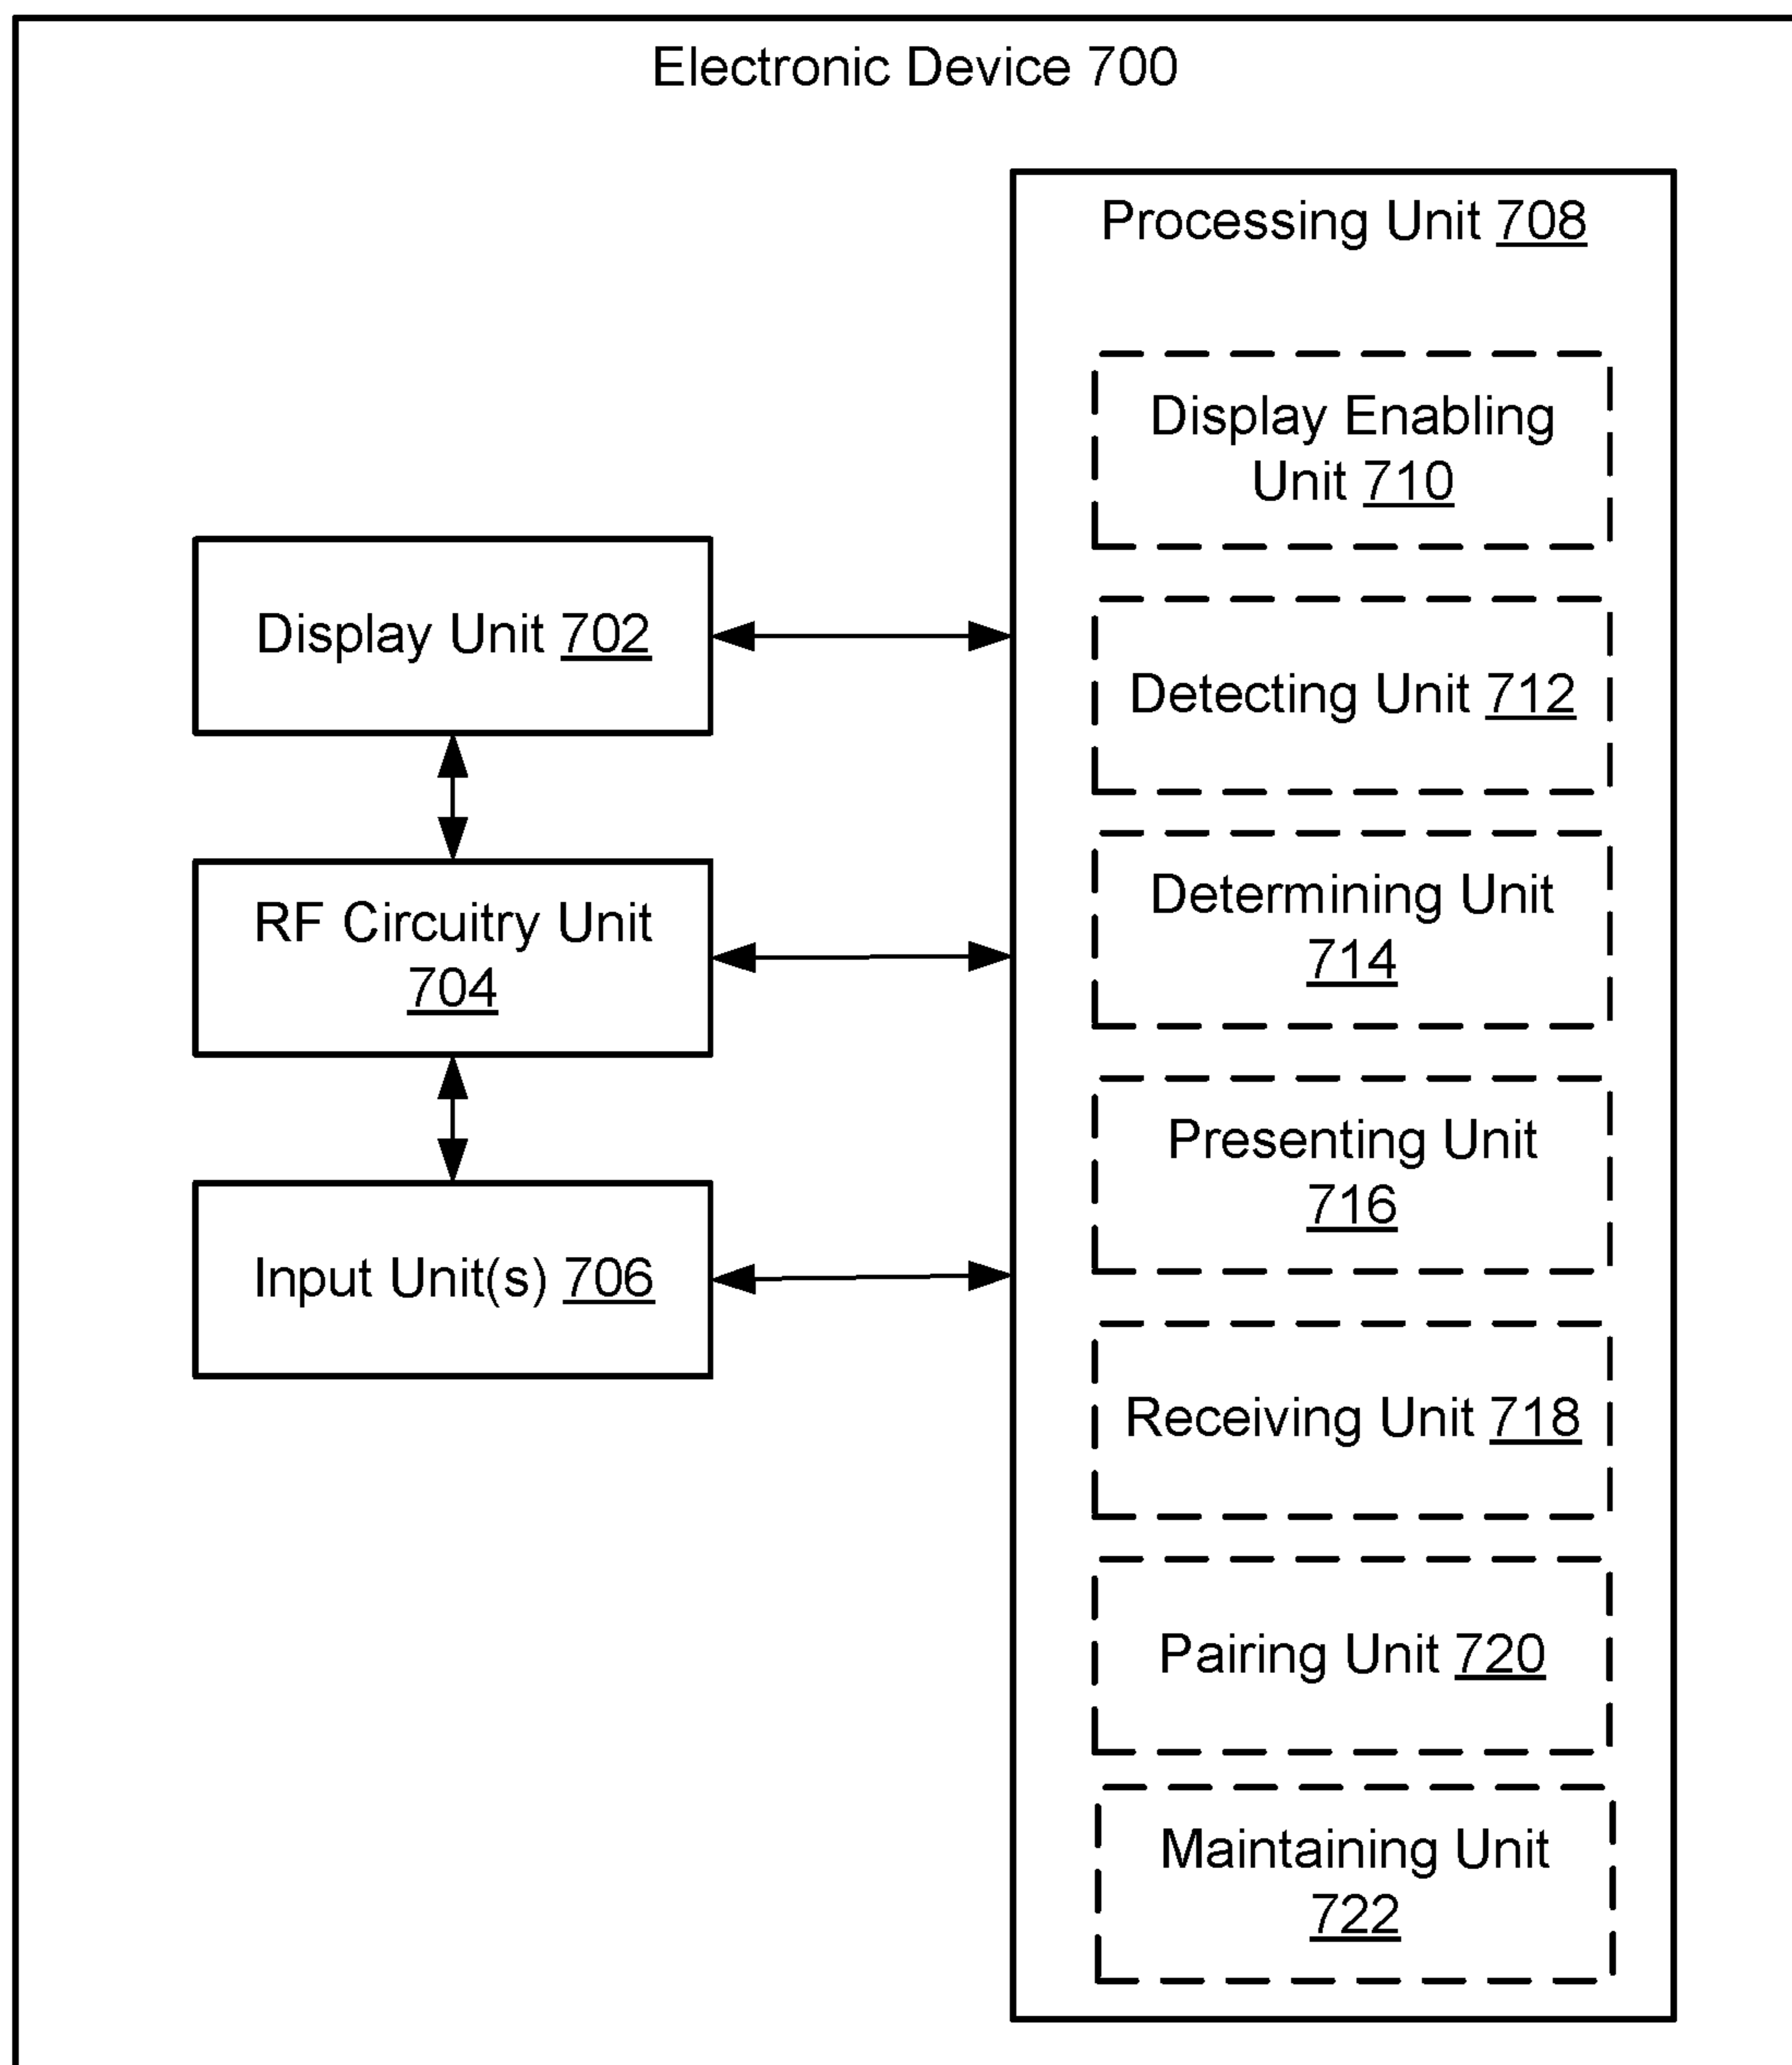 Electronic Device 700
Processing Unit 708
Display Enabling
Unit 710
Display Unit 702
Detecting Unit 712
RF Circuitry Unit
704
Determining Unit
714
Presenting Unit
716
Input Unit(s) 706
Receiving Unit 718
Pairing Unit 720
Maintaining Unit
722